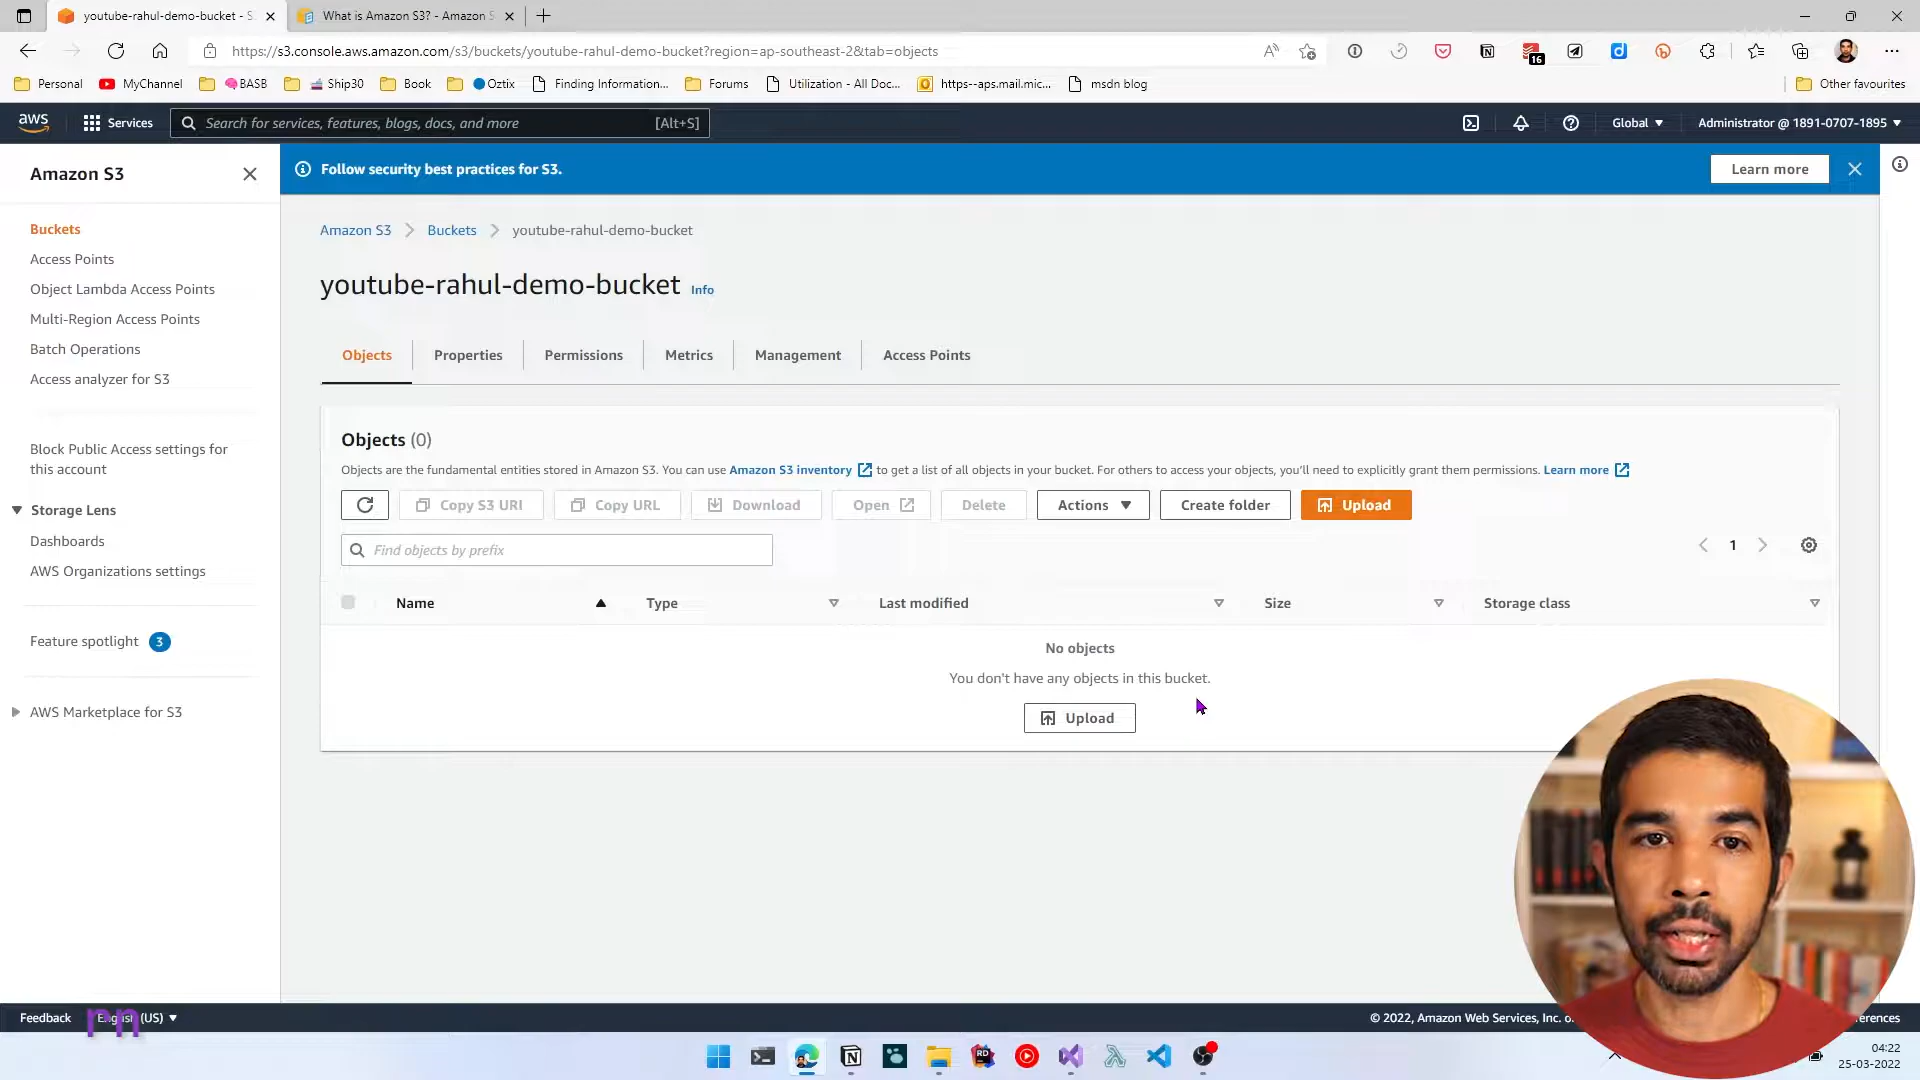 youtube-rahul-demo-bucket - S
What is Amazon S3? - Amazon S
https://s3.console.aws.amazon.com/s3/buckets/youtube-rahul-demo-bucket?region=ap-southeast-2&tab=objects
16
Personal
MyChannel
BASB
Ship30
Book
Oztix
Finding Information...
Forums
Utilization - All Doc...
https--aps.mail.mic...
msdn blog
Other favourites
aws
Services
Search for services, features, blogs, docs, and more
[Alt+S]
Global
Administrator @ 1891-0707-1895
Amazon S3
Follow security best practices for S3.
Learn more
Buckets
Access Points
Object Lambda Access Points
Multi-Region Access Points
Batch Operations
Access analyzer for S3
Block Public Access settings for
this account
Storage Lens
Dashboards
AWS Organizations settings
Feature spotlight 3
AWS Marketplace for S3
Amazon S3 > Buckets > youtube-rahul-demo-bucket
youtube-rahul-demo-bucket Info
Objects
Properties
Permissions
Metrics
Management
Access Points
Objects (0)
Objects are the fundamental entities stored in Amazon S3. You can use Amazon S3 inventory to get a list of all objects in your bucket. For others to access your objects, you'll need to explicitly grant them permissions. Learn more
Copy S3 URI
Copy URL
Download
Open
Delete
Actions
Create folder
Upload
Find objects by prefix
1
Name
Type
Last modified
Size
Storage class
No objects
You don't have any objects in this bucket.
Upload
Feedback
English (US)
rn
© 2022, Amazon Web Services, Inc. o
erences
RD
04:22
25-03-2022